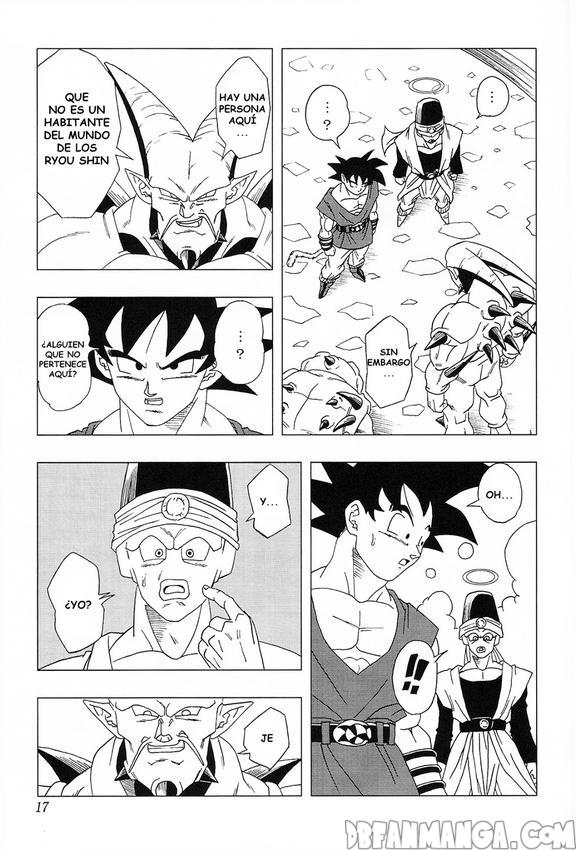 ...
?
...
SIN
EMBARGO
...
HAY UNA
PERSONA
AQUÍ
...
QUE
NO ES UN
HABITANTE
DEL MUNDO
DE LOS
RYOU SHIN
...
?
¿ALGUIEN
QUE NO
PERTENECE
AQUÍ?
OH...
!!
Y...
¿YO?
JE
17
DBFANMANGA.COM